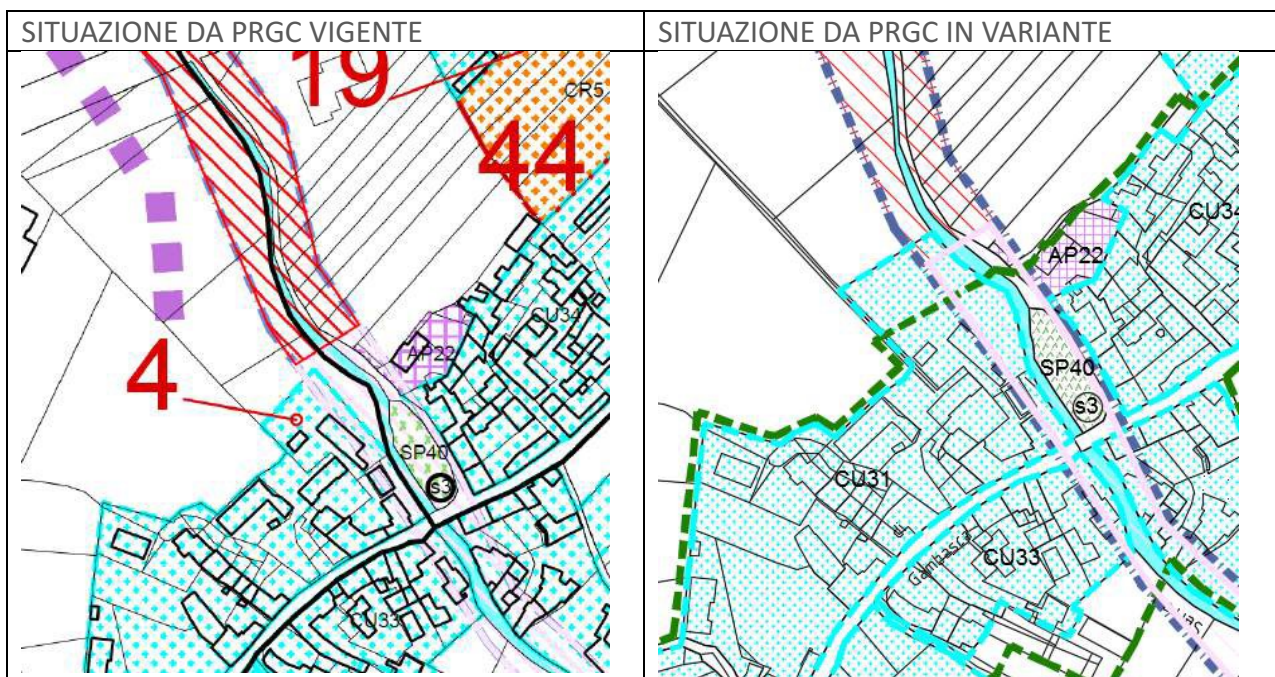 SITUAZIONE DA PRGC VIGENTE
SITUAZIONE DA PRGC IN VARIANTE
19
CR5
44
CU34
AP22
4
SP40
s3
CU33
CU34
AP22
SP40
s3
CU31
Gambasca
CU33